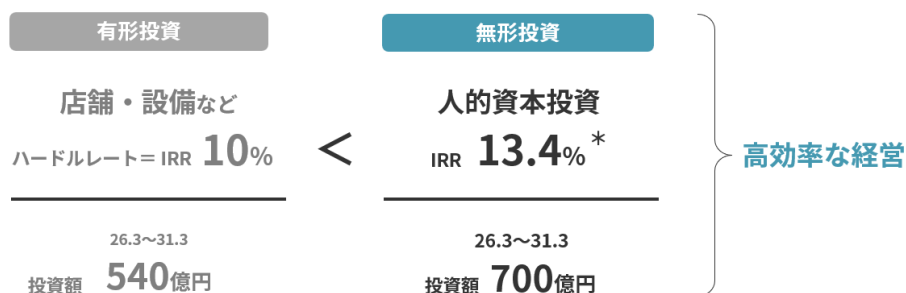 有形投資
店舗・設備など
ハードルレート＝ IRR 10%
26.3〜31.3
投資額 540億円
＜
無形投資
人的資本投資
IRR 13.4%＊
26.3〜31.3
投資額 700億円
高効率な経営